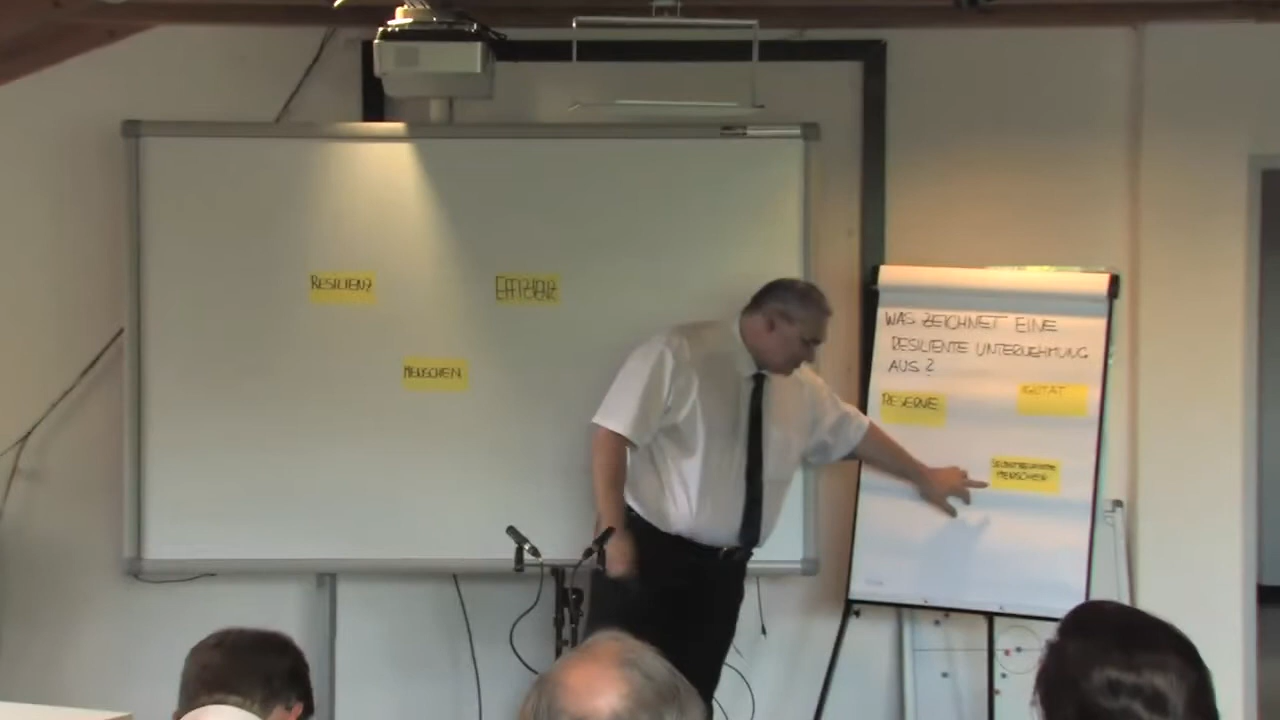 RESILIENZ
EFFIZIENZ
MENSCHEN
WAS ZEICHNET EINE
RESILIENTE UNTERNEHMUNG
AUS?
RESERVE
MENSCHEN